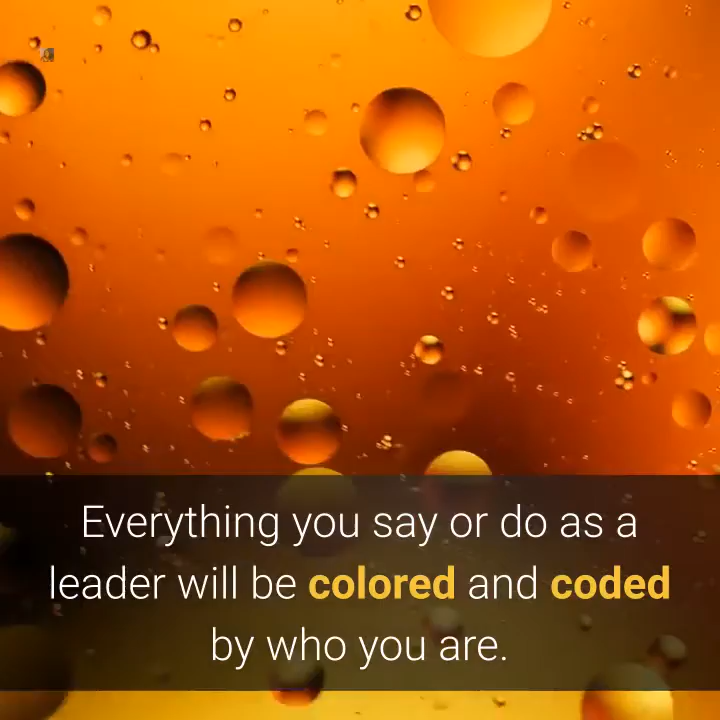 Everything you say or do as a
leader will be colored and coded
by who you are.